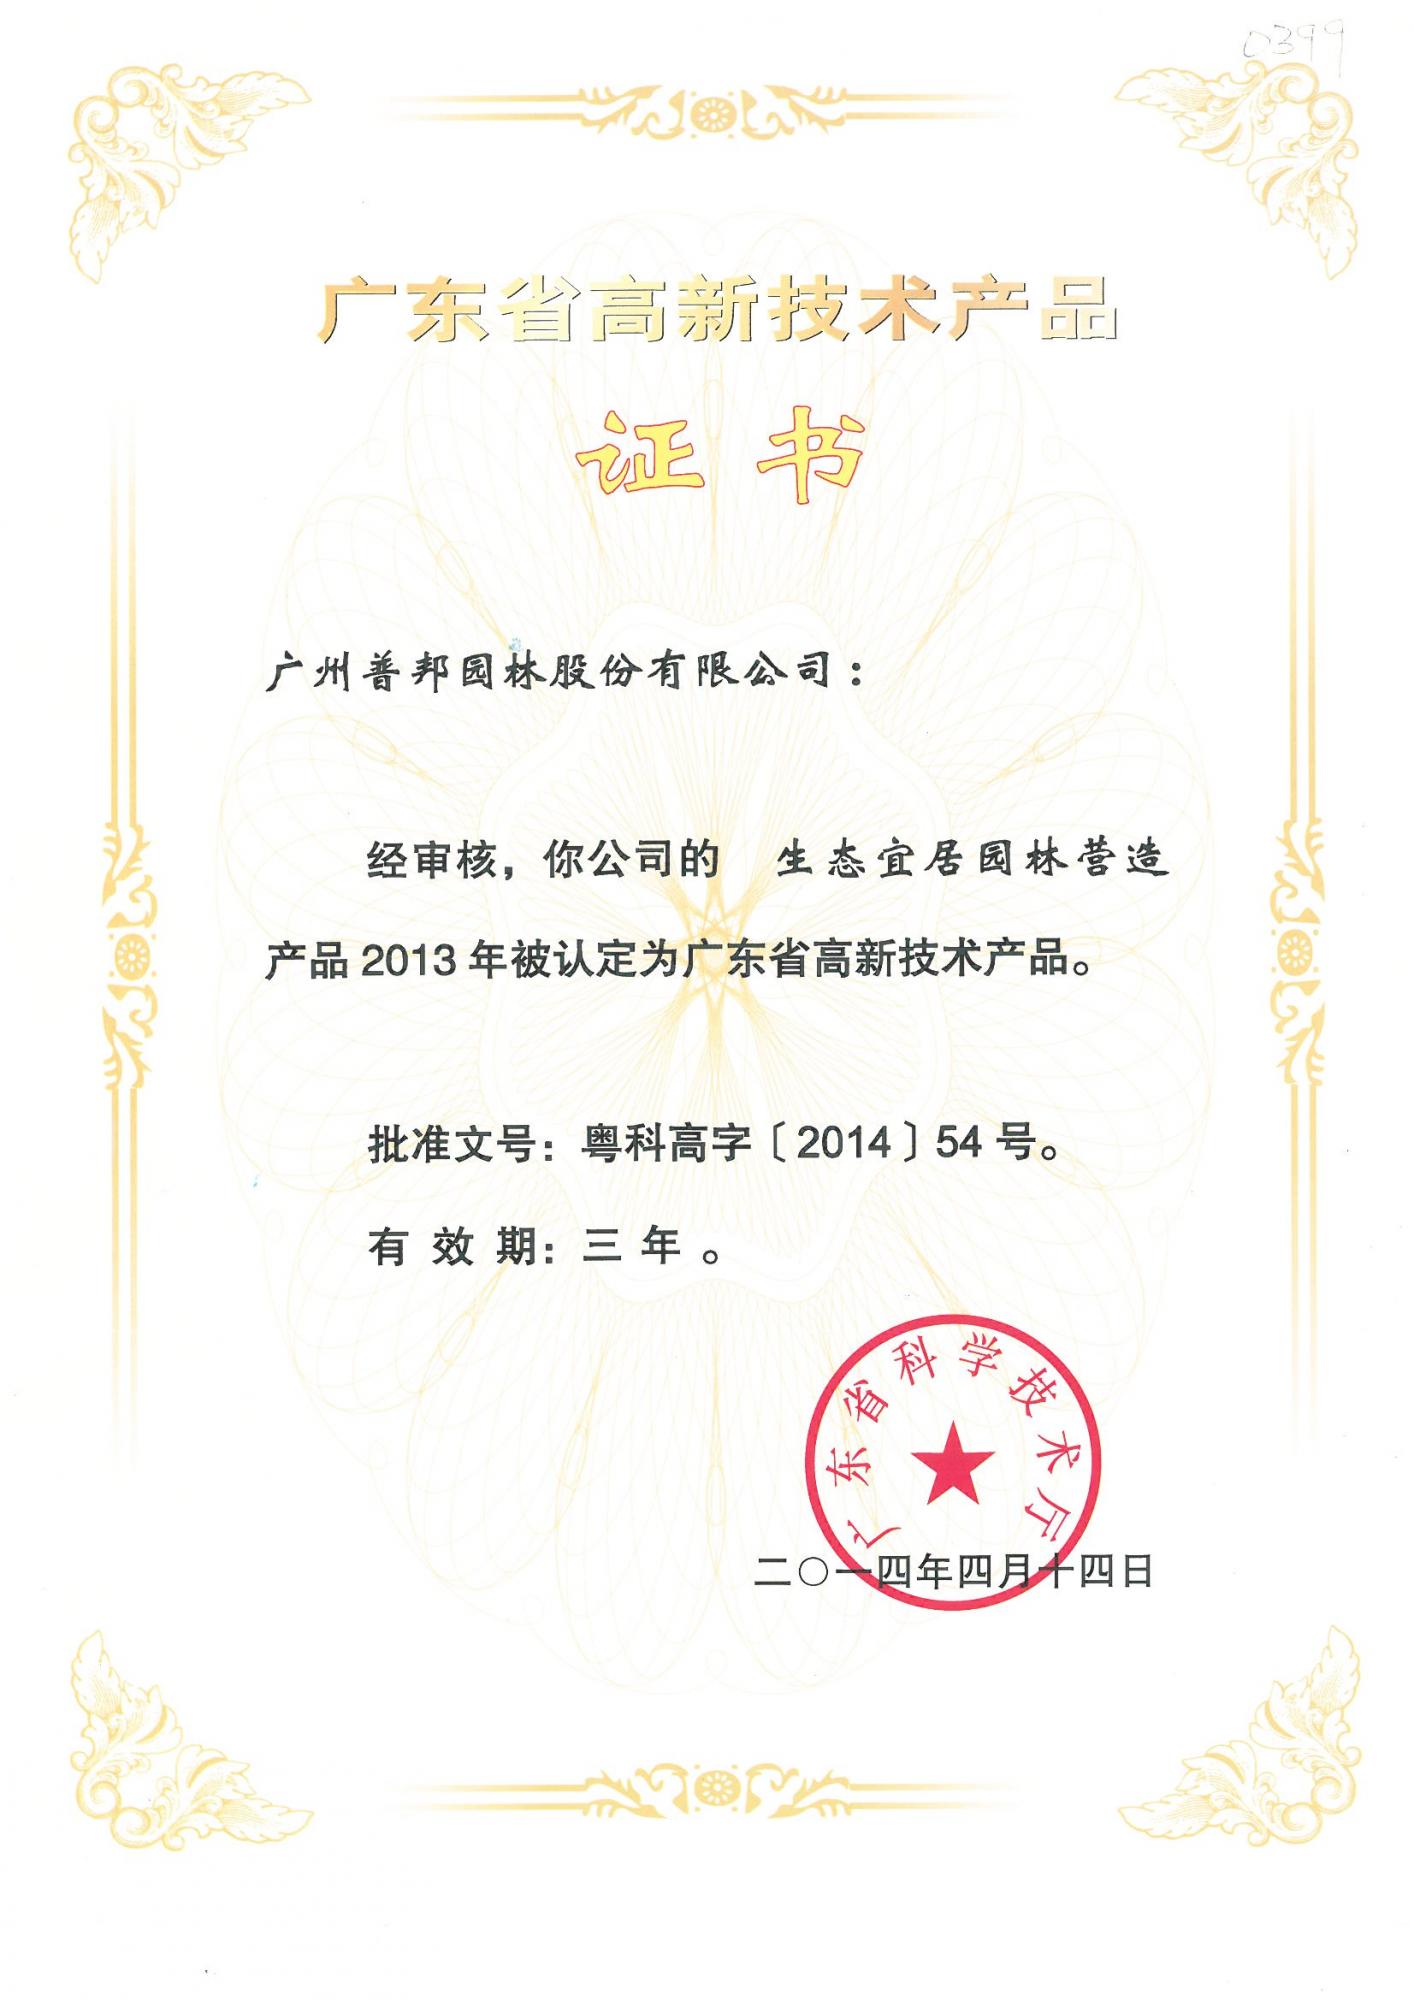 0399
广东省高新技术产品
证书
广州普邦园林股份有限公司：
经审核，你公司的 生态宜居园林营造
产品 2013 年被认定为广东省高新技术产品。
批准文号：粤科高字〔2014〕54 号。
有 效 期：三 年 。
广东省科学技术厅
二〇一四年四月十四日